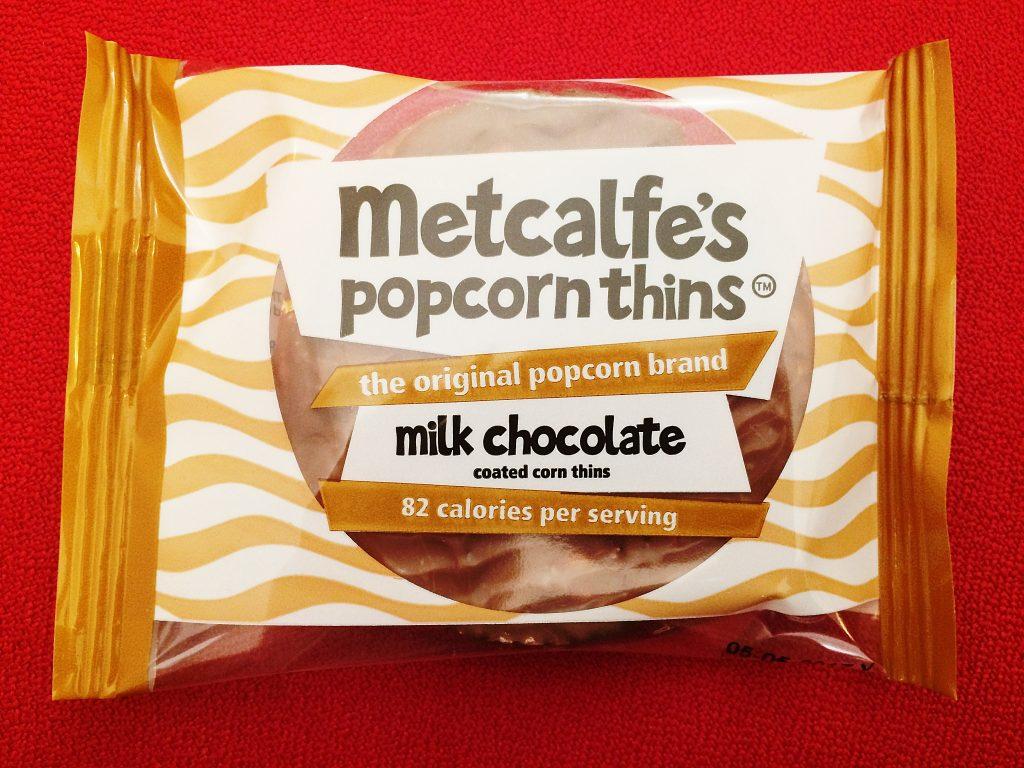 metcalfe's
popcorn thins™
the original popcorn brand
milk chocolate
coated corn thins
82 calories per serving